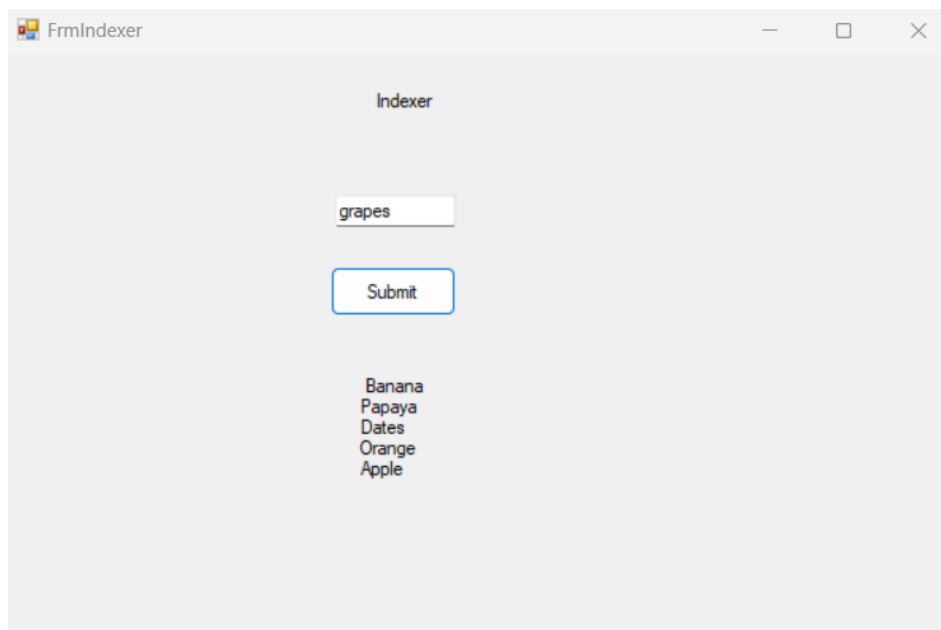 FrmIndexer
Indexer
grapes
Submit
Banana
Papaya
Dates
Orange
Apple